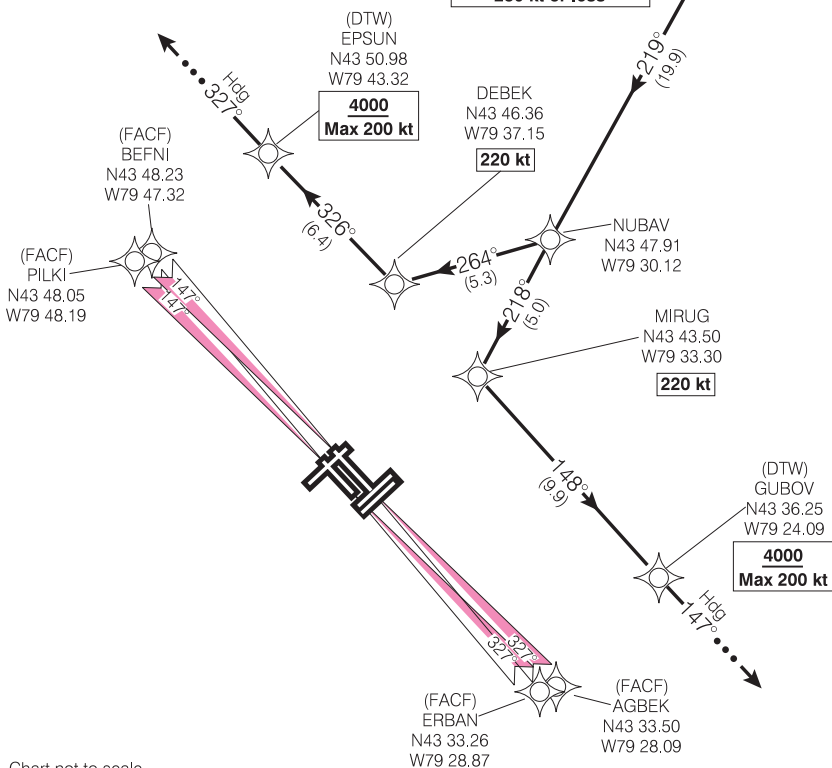 (DTW)
EPSUN
N43 50.98
W79 43.32
4000
Max 200 kt
219°
(19.9)
Hdg
327°
DEBEK
N43 46.36
W79 37.15
220 kt
(FACF)
BEFNI
N43 48.23
W79 47.32
326°
(6.4)
NUBAV
N43 47.91
W79 30.12
264°
(5.3)
(FACF)
PILKI
N43 48.05
W79 48.19
147°
147°
218°
(5.0)
MIRUG
N43 43.50
W79 33.30
220 kt
148°
(9.9)
(DTW)
GUBOV
N43 36.25
W79 24.09
4000
Max 200 kt
Hdg
147°
327°
327°
(FACF)
ERBAN
N43 33.26
W79 28.87
(FACF)
AGBEK
N43 33.50
W79 28.09